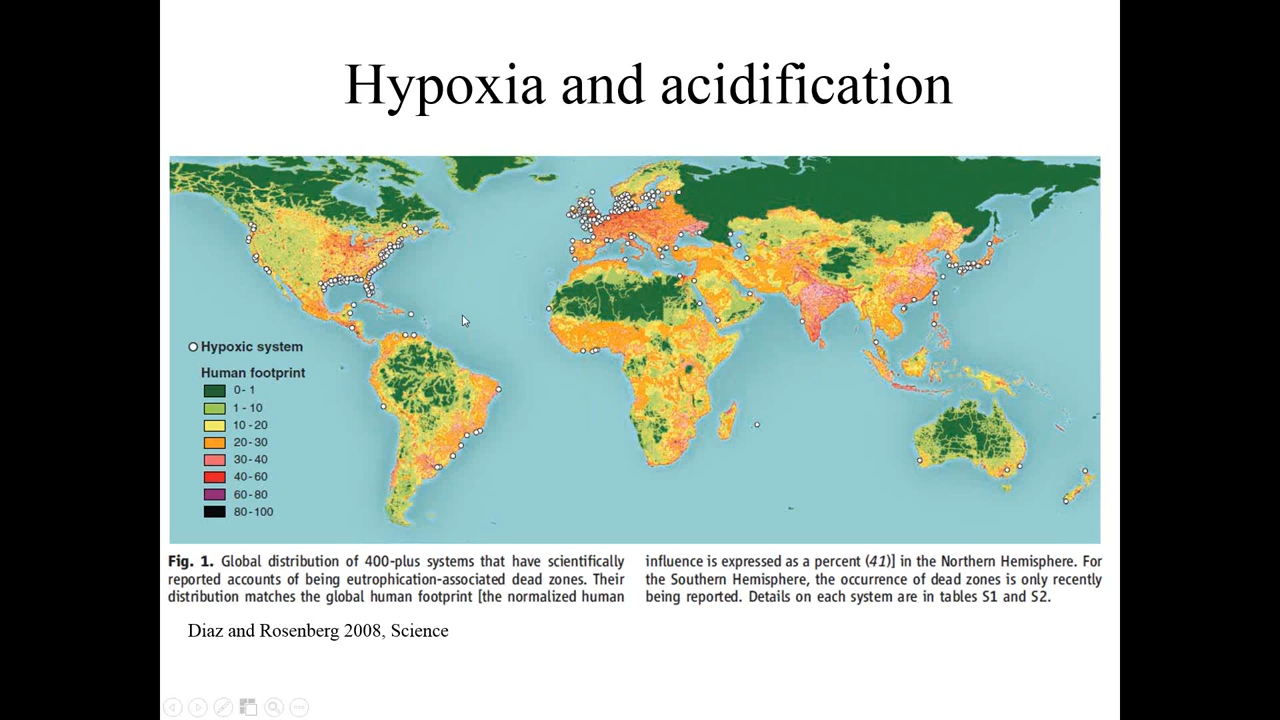 Hypoxia and acidification
Hypoxic system
Human footprint
0 - 1
1 - 10
10 - 20
20 - 30
30 - 40
40 - 60
60 - 80
80 - 100
Fig. 1. Global distribution of 400-plus systems that have scientifically
reported accounts of being eutrophication-associated dead zones. Their
distribution matches the global human footprint [the normalized human
influence is expressed as a percent (41)] in the Northern Hemisphere. For
the Southern Hemisphere, the occurrence of dead zones is only recently
being reported. Details on each system are in tables S1 and S2.
Diaz and Rosenberg 2008, Science